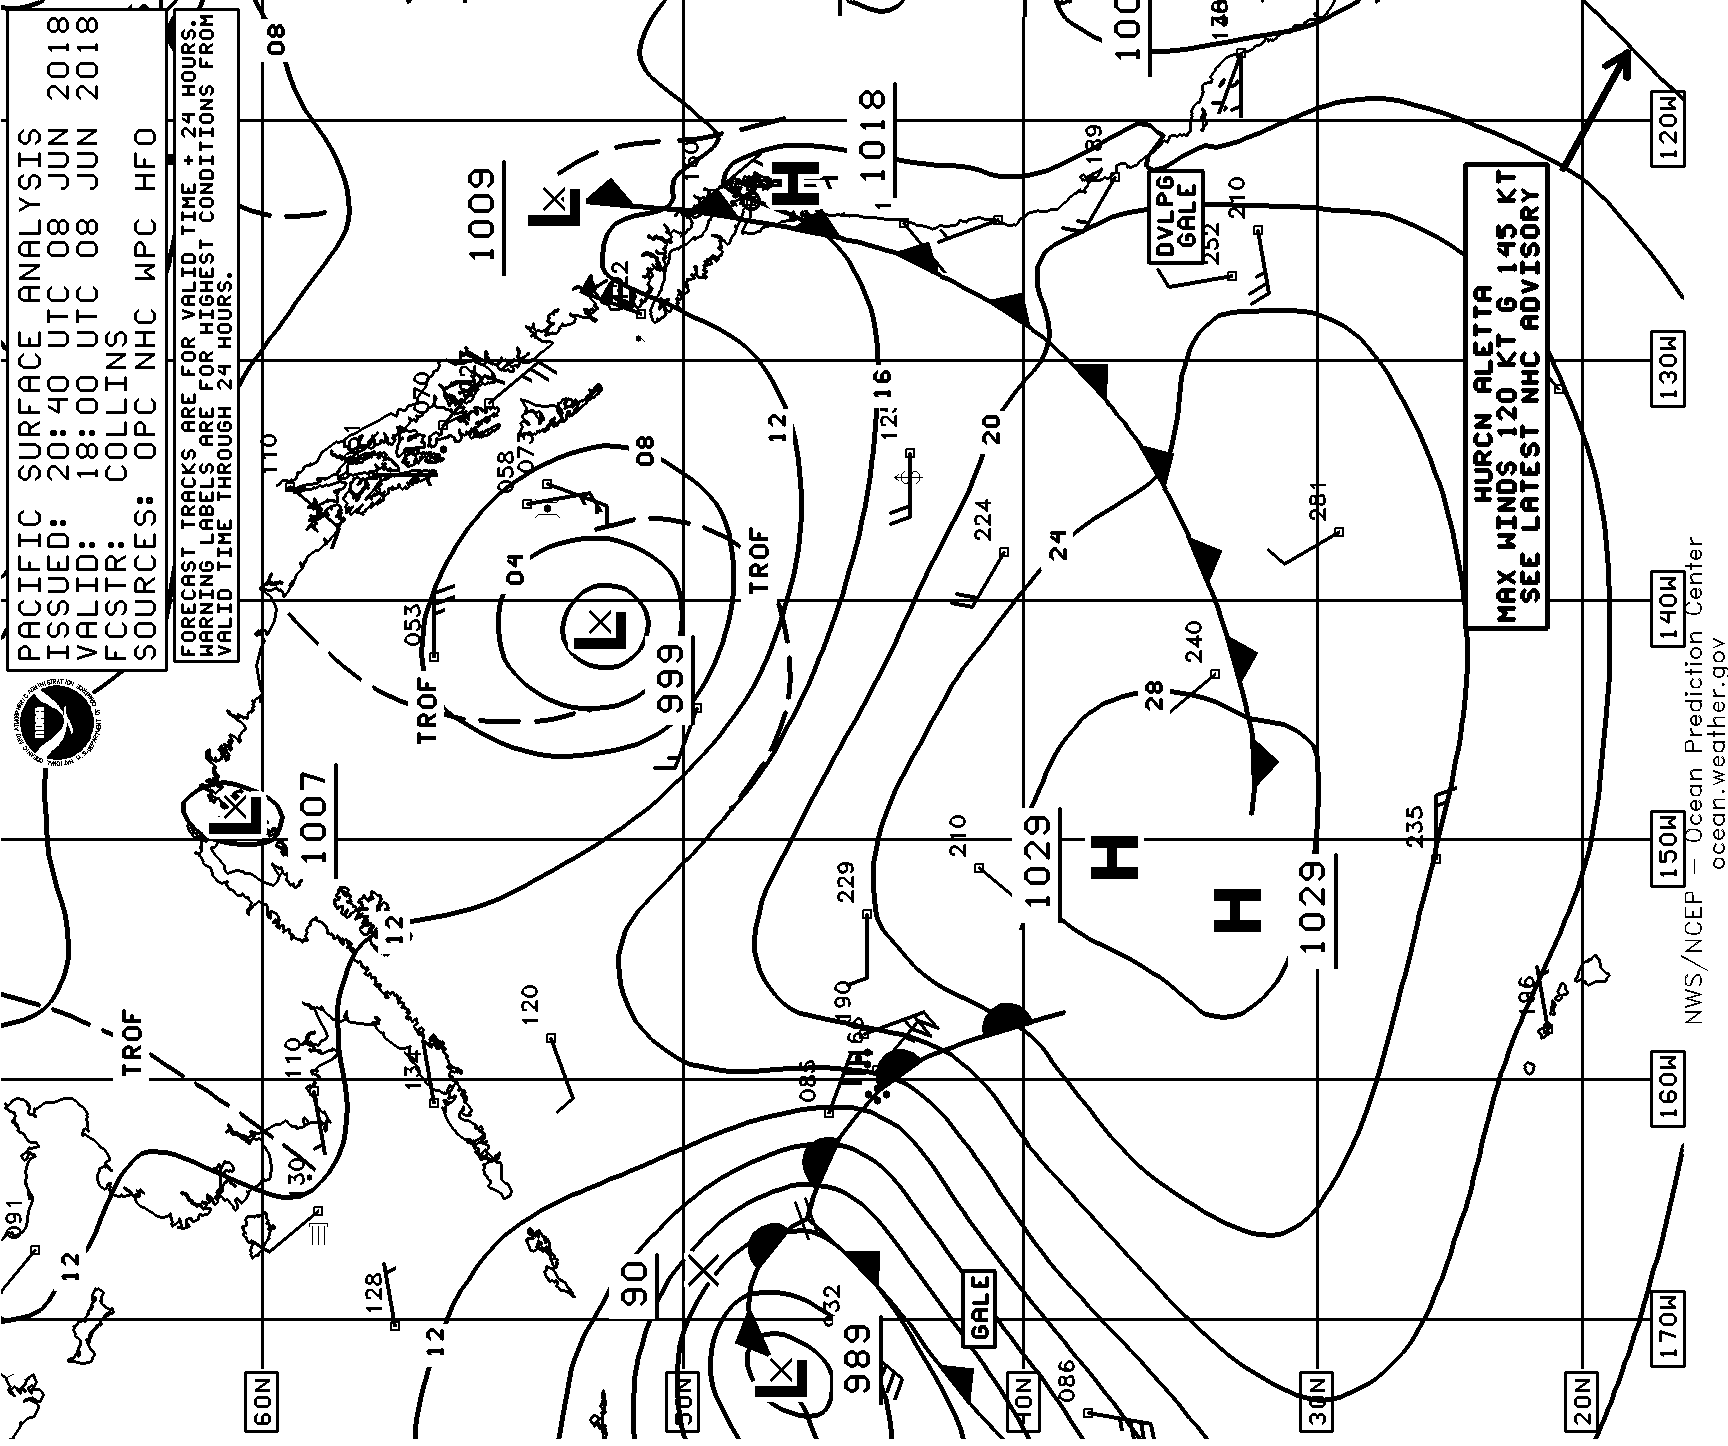 PACIFIC SURFACE ANALYSIS
ISSUED: 20:40 UTC 08 JUN 2018
VALID: 18:00 UTC 08 JUN 2018
FCSTR: COLLINS
SOURCES: OPC NHC WPC HFO
FORECAST TRACKS ARE FOR VALID TIME + 24 HOURS.
WARNING LABELS ARE FOR HIGHEST CONDITIONS FROM
VALID TIME THROUGH 24 HOURS.
HURCN ALETTA
MAX WINDS 120 KT G 145 KT
SEE LATEST NHC ADVISORY
DVLPG
GALE
GALE
TROF
TROF
TROF
L
1009
H
1018
L
999
L
1007
H
1029
H
1029
L
989
90
100
08
08
04
12
12
12
12
16
20
24
28
110
070
058
073
053
120
134
110
128
091
30
32
085
086
190
229
210
224
240
281
235
196
252
210
189
60N
50N
40N
30N
20N
120W
130W
140W
150W
160W
170W
NWS/NCEP – Ocean Prediction Center
ocean.weather.gov